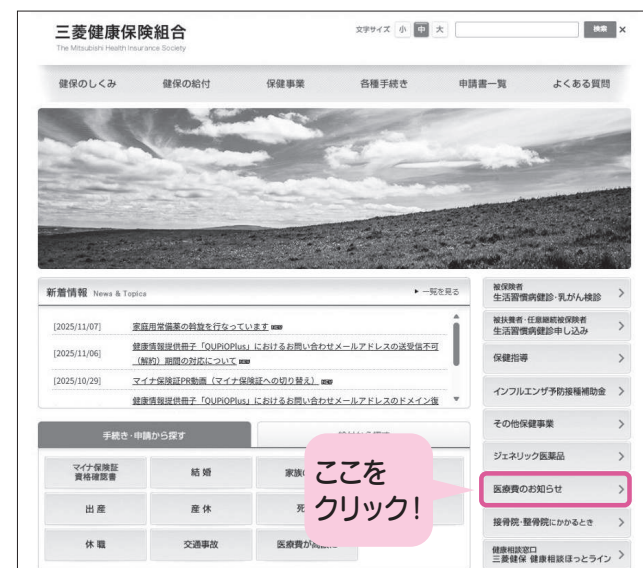 三菱健康保険組合
The Mitsubishi Health Insurance Society
文字サイズ 小 中 大 検索 ×
健保のしくみ 健保の給付 保健事業 各種手続き 申請書一覧 よくある質問
新着情報 News & Topics ▶ 一覧を見る
[2025/11/07] 家庭用常備薬の斡旋を行なっています NEW
[2025/11/06] 健康情報提供冊子「QUPiOPlus」におけるお問い合わせメールアドレスの送受信不可
(解約)期間の対応について NEW
[2025/10/29] マイナ保険証PR動画(マイナ保険証への切り替え) NEW
健康情報提供冊子「QUPiOPlus」におけるお問い合わせメールアドレスのドメイン復
手続き・申請から探す
マイナ保険証
資格確認書
結婚
家族
出産
産休
死
休職
交通事故
医療費が
ここを
クリック!
被保険者
生活習慣病健診・乳がん検診
被扶養者・任意継続被保険者
生活習慣病健診申し込み
保健指導
インフルエンザ予防接種補助金
その他保健事業
ジェネリック医薬品
医療費のお知らせ
接骨院・整骨院にかかるとき
健康相談窓口
三菱健保 健康相談ほっとライン